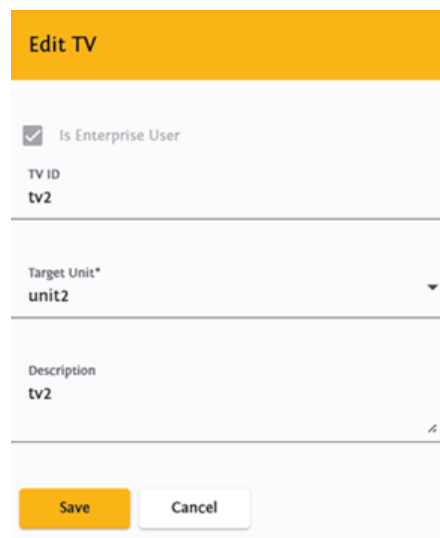 Edit TV
Is Enterprise User
TV ID
tv2
Target Unit*
unit2
Description
tv2
Save Cancel